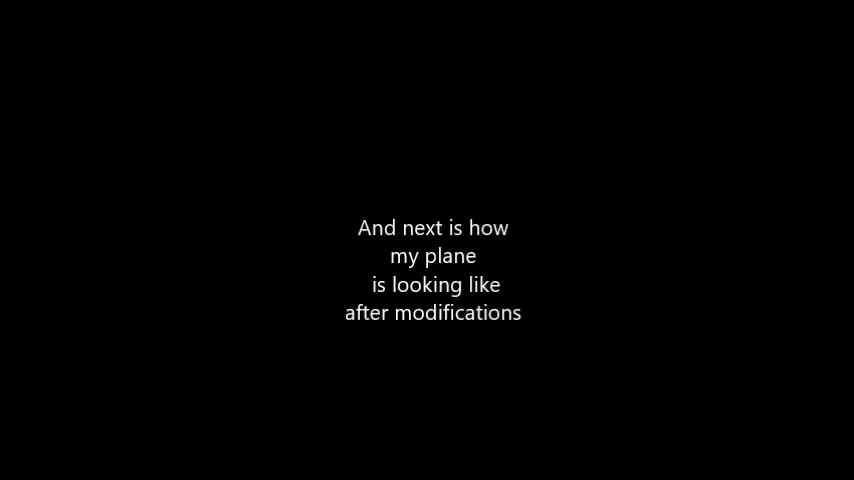 And next is how
my plane
is looking like
after modifications